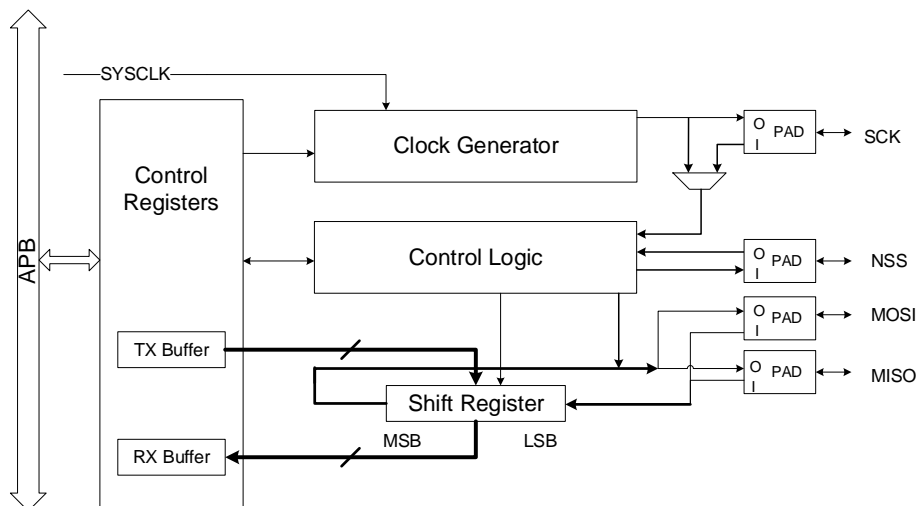 SYSCLK
Clock Generator
O
I
PAD
SCK
Control
Registers
APB
Control Logic
O
I
PAD
NSS
O
I
PAD
MOSI
TX Buffer
O
I
PAD
MISO
Shift Register
MSB
LSB
RX Buffer